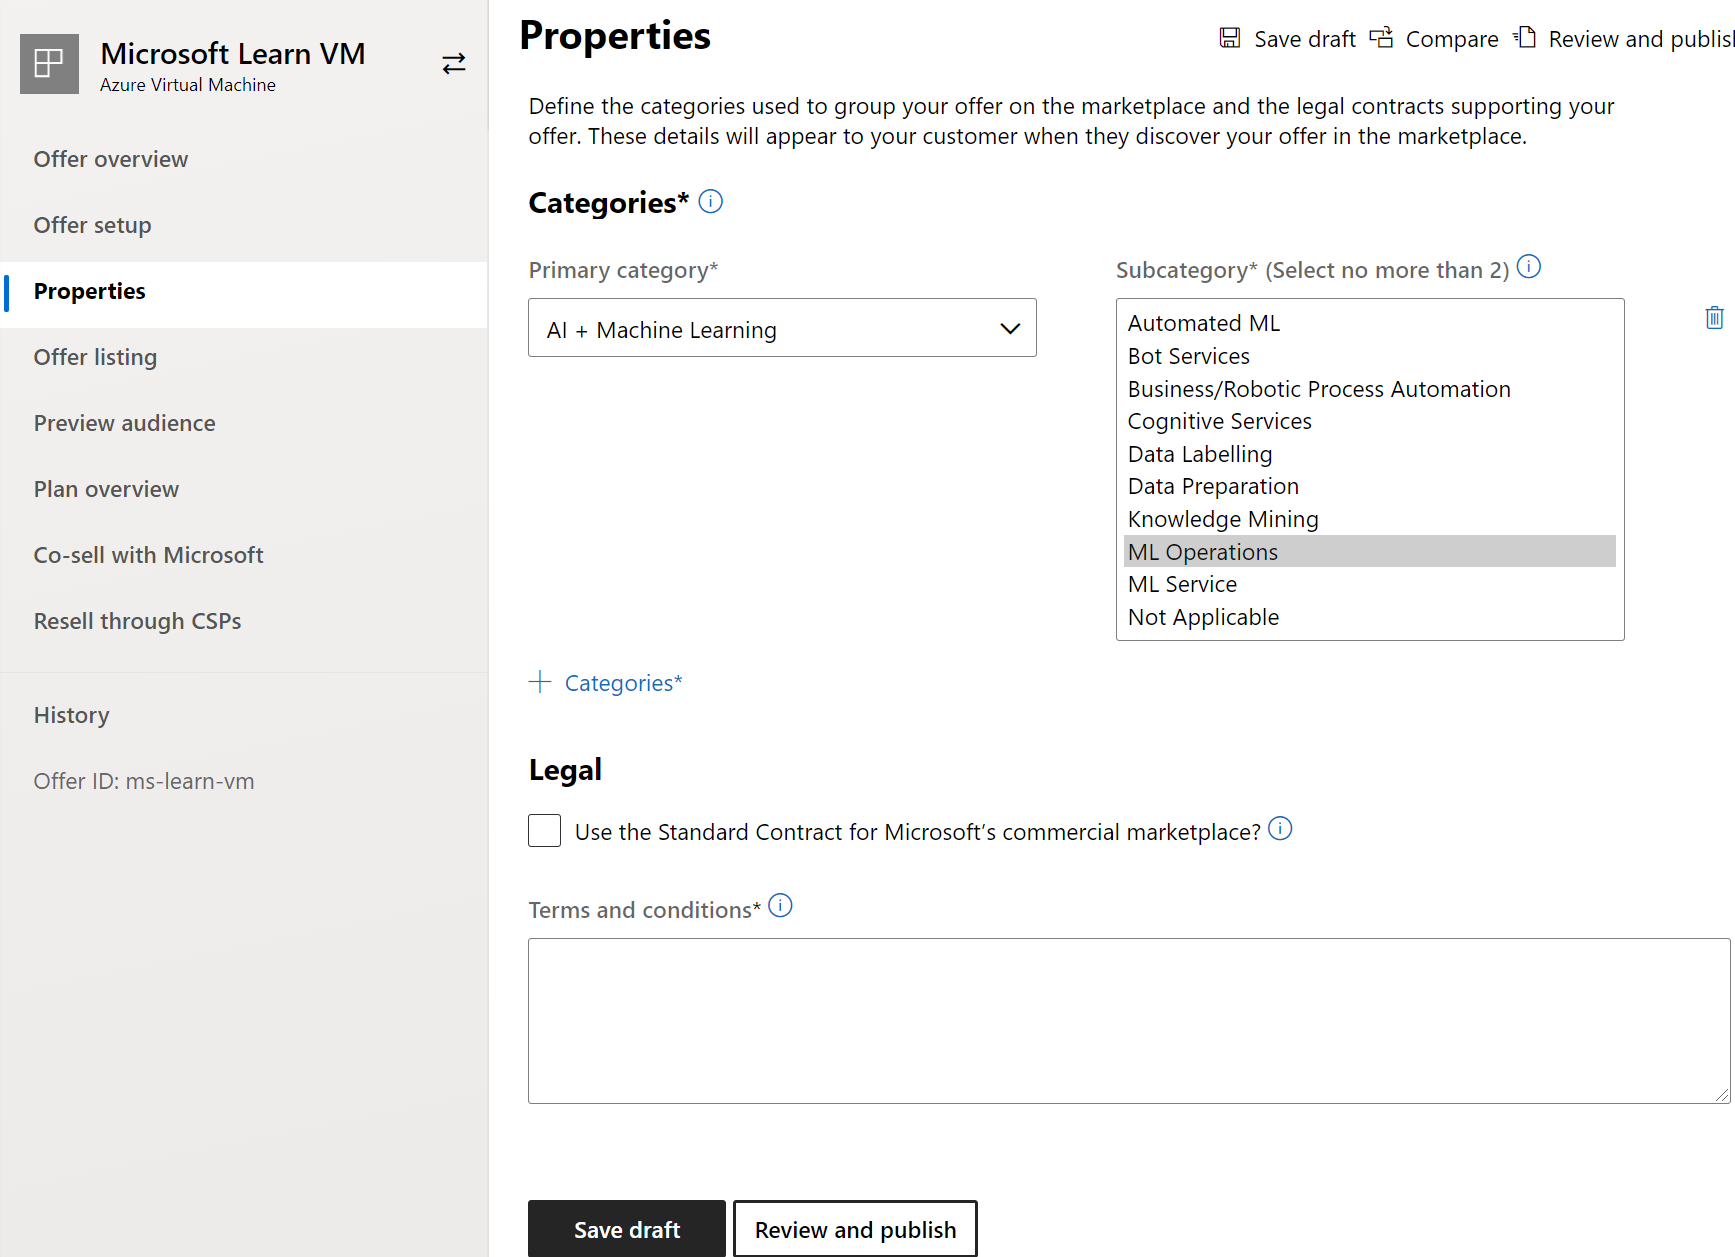 Microsoft Learn VM
Azure Virtual Machine
Offer overview
Offer setup
Properties
Offer listing
Preview audience
Plan overview
Co-sell with Microsoft
Resell through CSPs
History
Offer ID: ms-learn-vm
Properties
Save draft
Compare
Review and publish
Define the categories used to group your offer on the marketplace and the legal contracts supporting your
offer. These details will appear to your customer when they discover your offer in the marketplace.
Categories*
Primary category*
AI + Machine Learning
Subcategory* (Select no more than 2)
Automated ML
Bot Services
Business/Robotic Process Automation
Cognitive Services
Data Labelling
Data Preparation
Knowledge Mining
ML Operations
ML Service
Not Applicable
+ Categories*
Legal
Use the Standard Contract for Microsoft’s commercial marketplace?
Terms and conditions*
Save draft
Review and publish